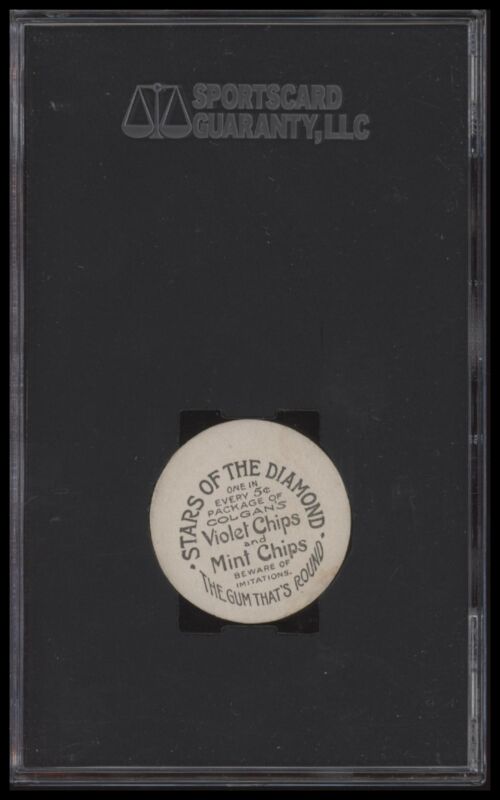 SPORTSCARD
GUARANTY, LLC
• STARS OF THE DIAMOND •
ONE IN
EVERY 5¢
PACKAGE OF
COLGAN'S
Violet Chips
and
Mint Chips
BEWARE OF
IMITATIONS.
THE GUM THAT'S ROUND